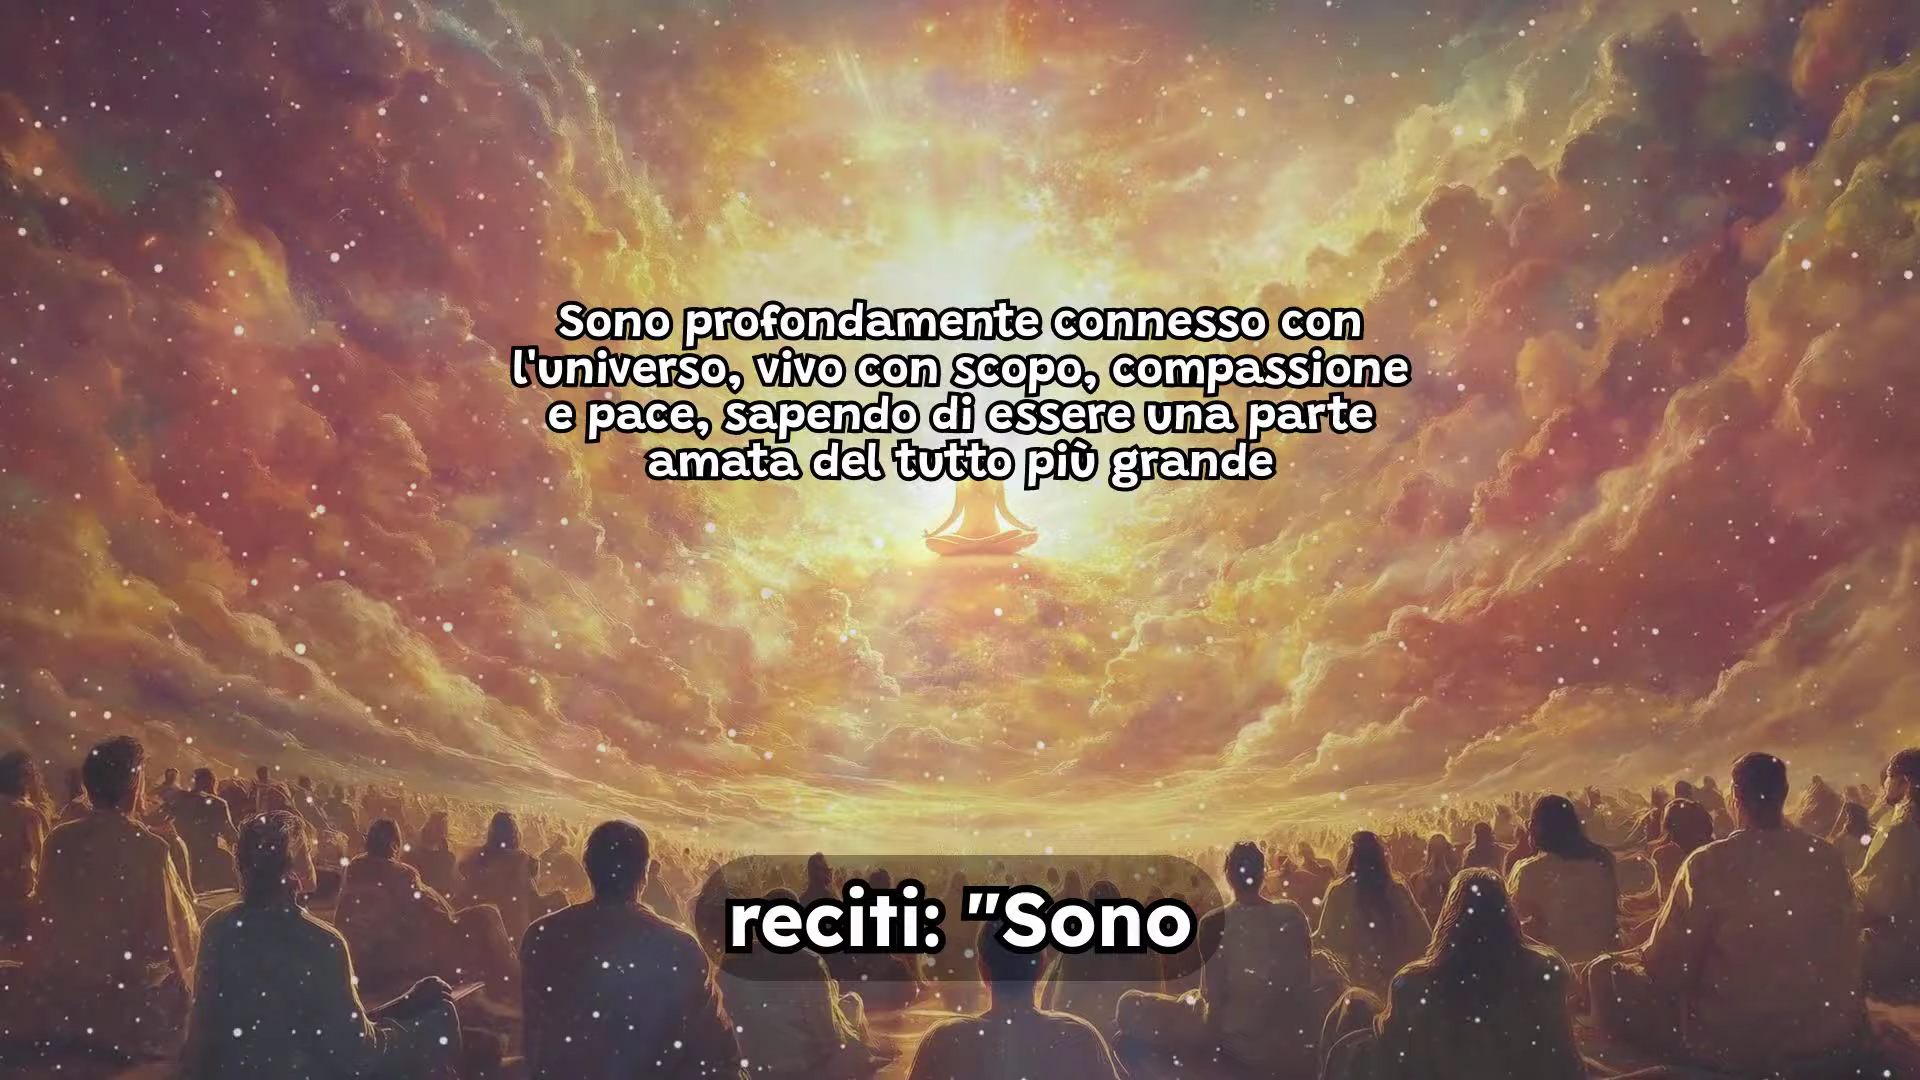 Sono profondamente connesso con
l'universo, vivo con scopo, compassione
e pace, sapendo di essere una parte
amata del tutto più grande
reciti: "Sono